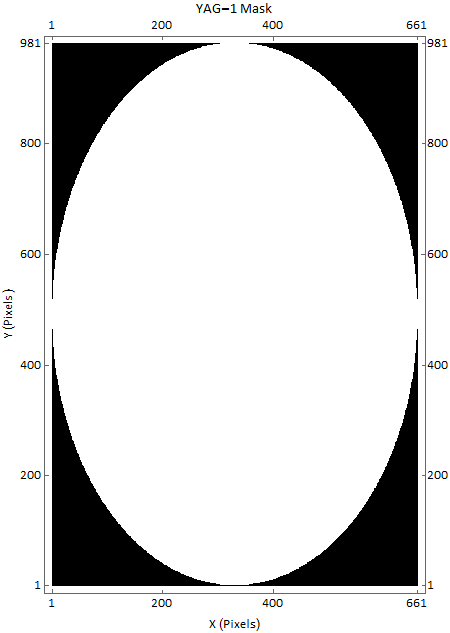 YAG−1 Mask
1 200 400 661
981 981
800 800
600 600
Y (Pixels)
400 400
200 200
1 1
1 200 400 661
X (Pixels)